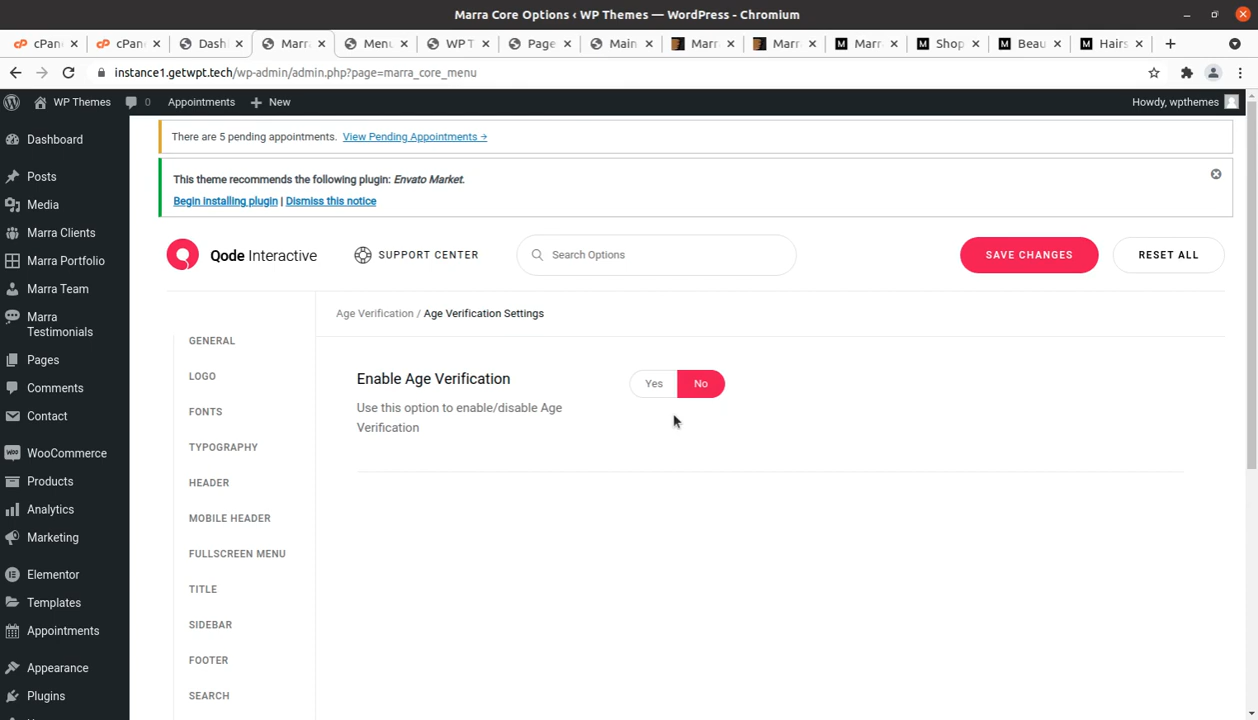 Marra Core Options ‹ WP Themes — WordPress - Chromium
cPan
cPan
Dash
Marra
Menu
WP T
Page
Main
Marr
Marr
Marr
Shop
Beau
Hairs
instance1.getwpt.tech/wp-admin/admin.php?page=marra_core_menu
WP Themes
0
Appointments
New
Howdy, wpthemes
Dashboard
Posts
Media
Marra Clients
Marra Portfolio
Marra Team
Marra
Testimonials
Pages
Comments
Contact
WooCommerce
Products
Analytics
Marketing
Elementor
Templates
Appointments
Appearance
Plugins
There are 5 pending appointments. View Pending Appointments →
This theme recommends the following plugin: Envato Market.
Begin installing plugin | Dismiss this notice
Qode Interactive
SUPPORT CENTER
Search Options
SAVE CHANGES
RESET ALL
GENERAL
LOGO
FONTS
TYPOGRAPHY
HEADER
MOBILE HEADER
FULLSCREEN MENU
TITLE
SIDEBAR
FOOTER
SEARCH
Age Verification / Age Verification Settings
Enable Age Verification
Use this option to enable/disable Age
Verification
Yes
No